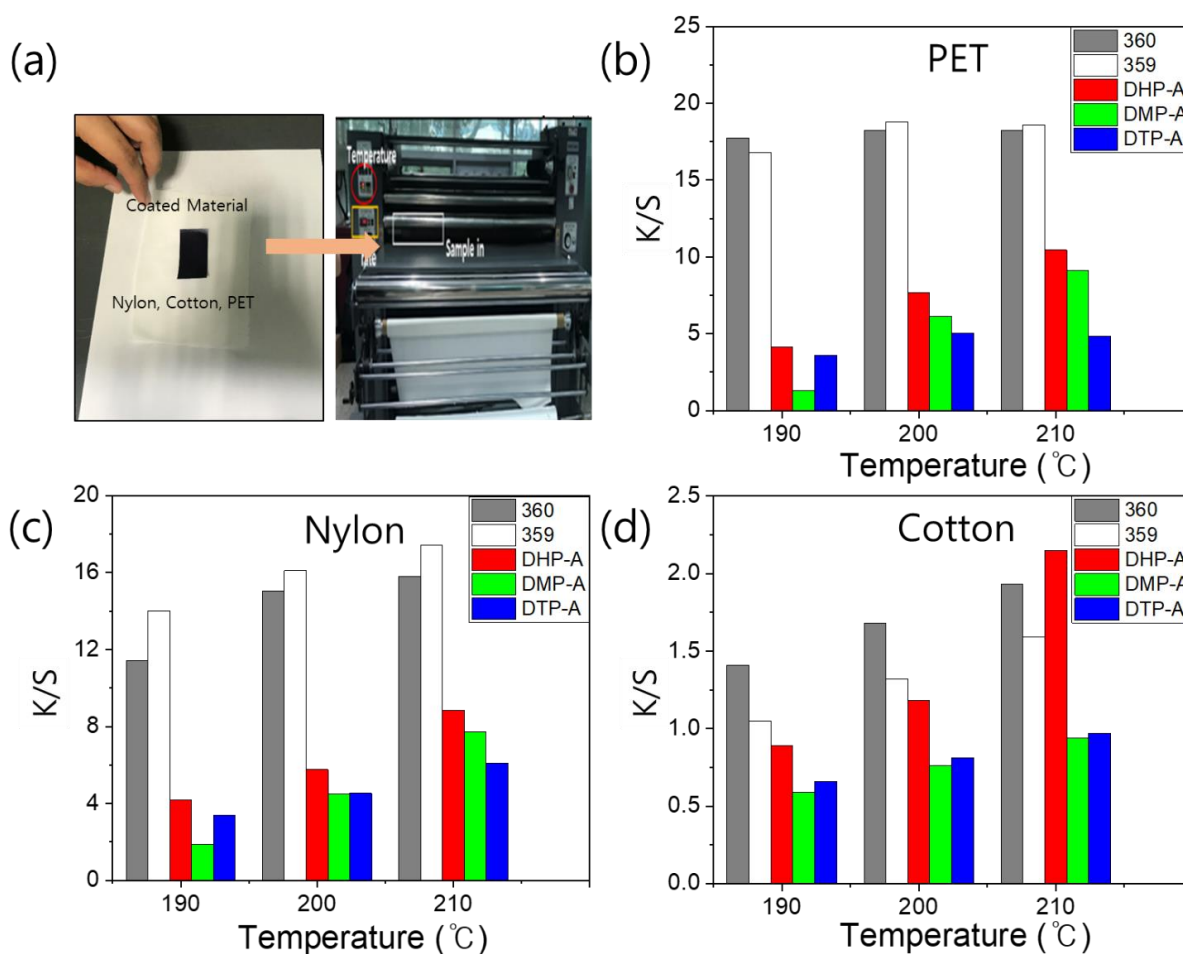 (a)
Coated Material
Nylon, Cotton, PET
Temperature
Sample in
(b)
PET
360
359
DHP-A
DMP-A
DTP-A
K/S
25
20
15
10
5
0
190
200
210
Temperature (℃)
(c)
Nylon
360
359
DHP-A
DMP-A
DTP-A
K/S
20
16
12
8
4
0
190
200
210
Temperature (℃)
(d)
Cotton
360
359
DHP-A
DMP-A
DTP-A
K/S
2.5
2.0
1.5
1.0
0.5
0.0
190
200
210
Temperature (℃)